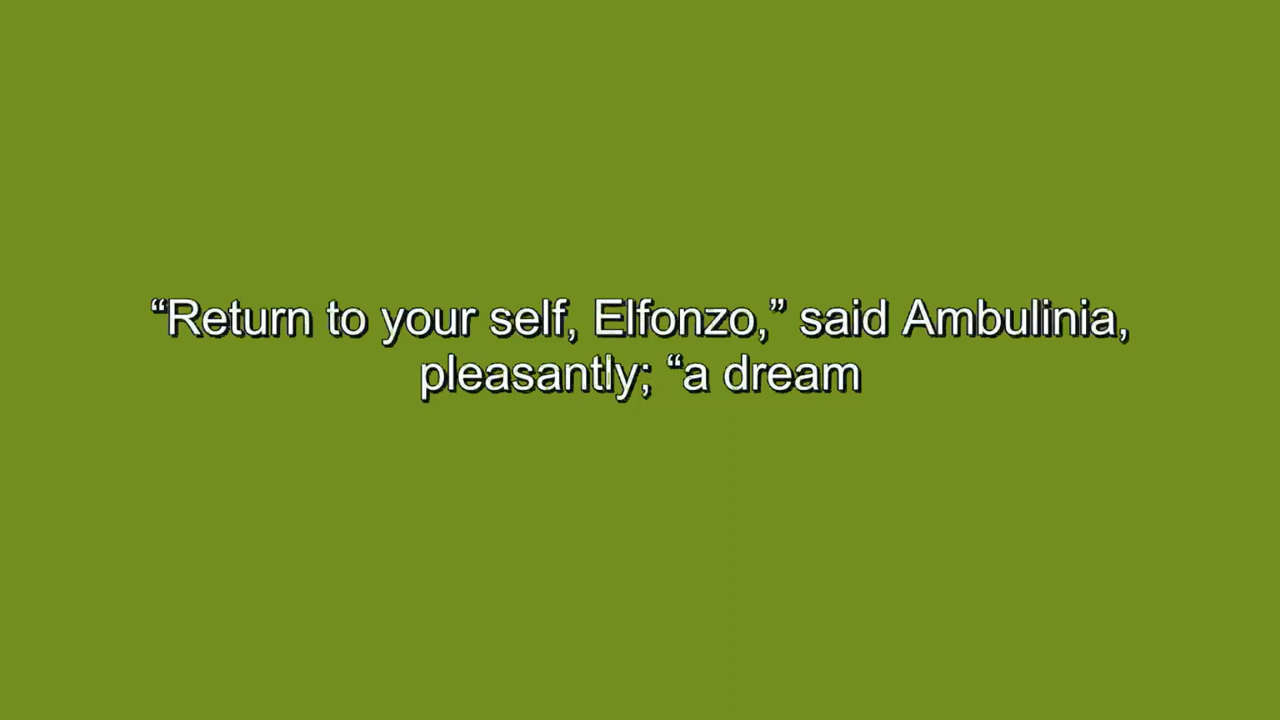 “Return to your self, Elfonzo,” said Ambulinia,
pleasantly; “a dream